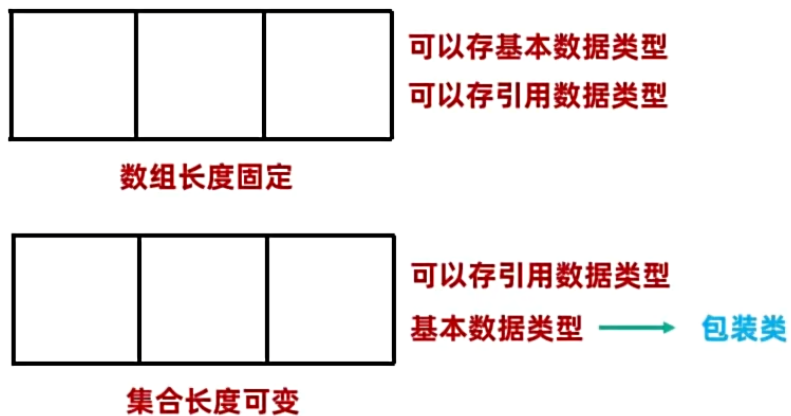 可以存基本数据类型
可以存引用数据类型
数组长度固定
可以存引用数据类型
基本数据类型 → 包装类
集合长度可变